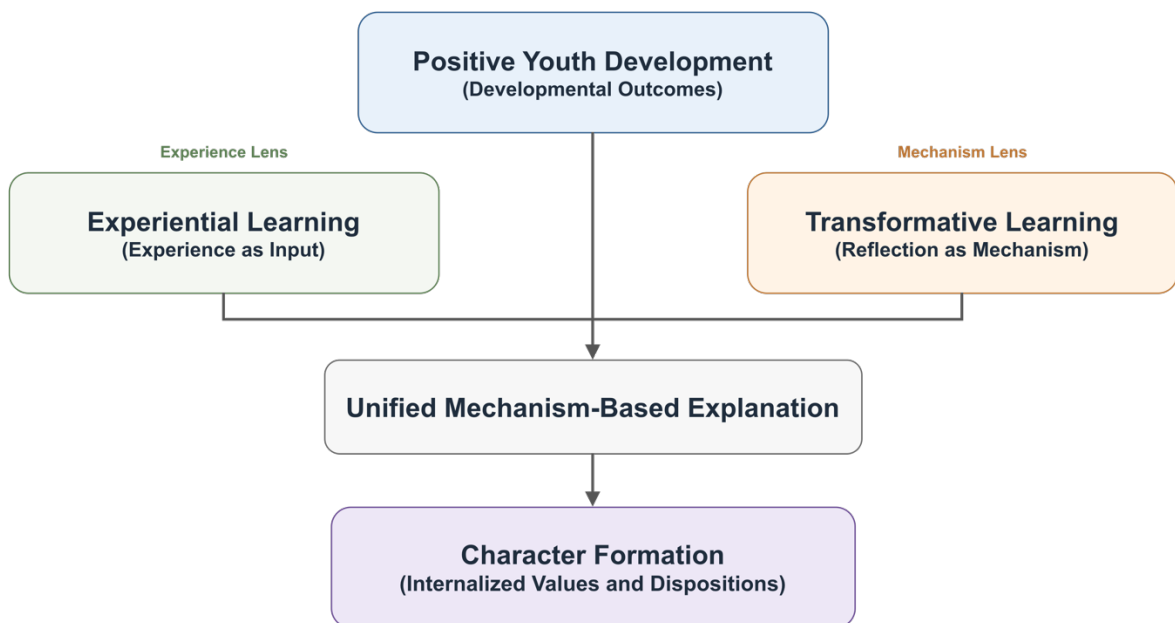 Positive Youth Development
(Developmental Outcomes)
Experience Lens
Mechanism Lens
Experiential Learning
(Experience as Input)
Transformative Learning
(Reflection as Mechanism)
Unified Mechanism-Based Explanation
Character Formation
(Internalized Values and Dispositions)